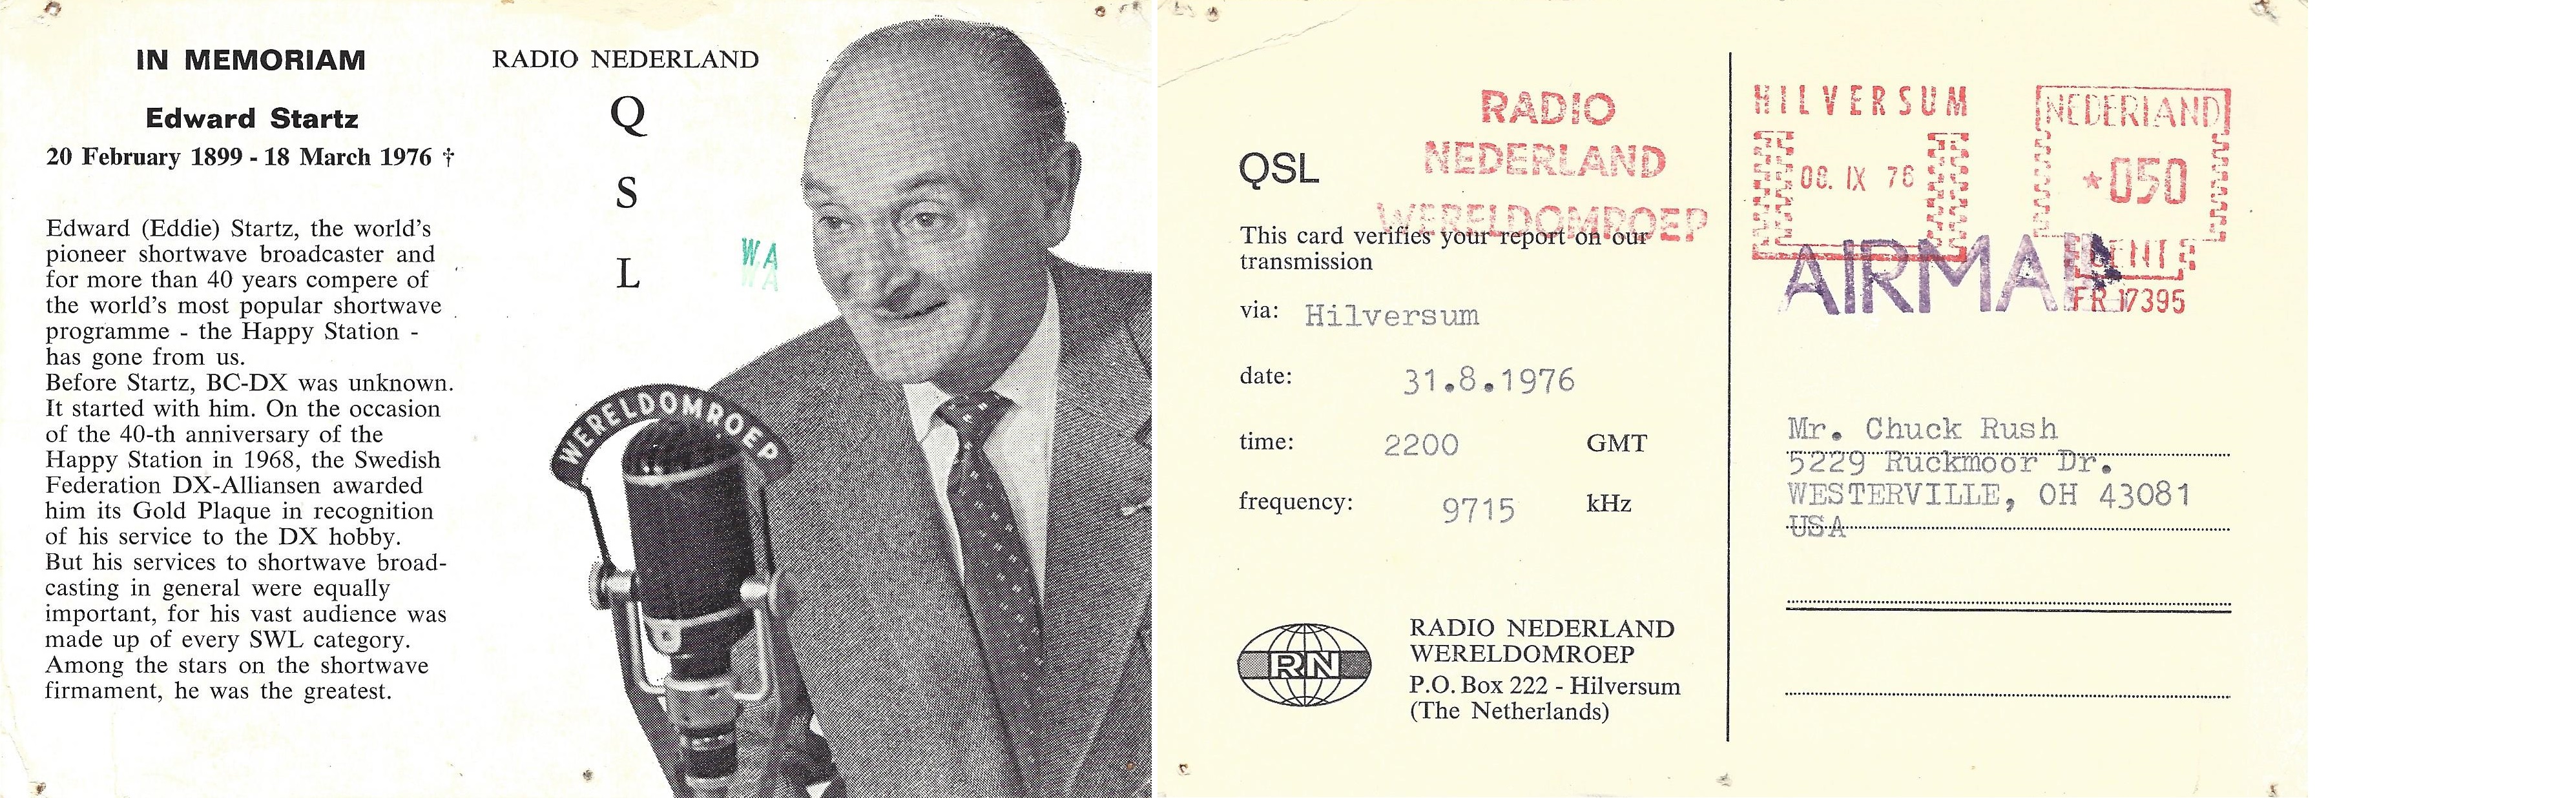 IN MEMORIAM
Edward Startz
20 February 1899 - 18 March 1976 †
Edward (Eddie) Startz, the world's
pioneer shortwave broadcaster and
for more than 40 years compere of
the world's most popular shortwave
programme - the Happy Station -
has gone from us.
Before Startz, BC-DX was unknown.
It started with him. On the occasion
of the 40-th anniversary of the
Happy Station in 1968, the Swedish
Federation DX-Alliansen awarded
him its Gold Plaque in recognition
of his service to the DX hobby.
But his services to shortwave broad-
casting in general were equally
important, for his vast audience was
made up of every SWL category.
Among the stars on the shortwave
firmament, he was the greatest.
RADIO NEDERLAND
Q
S
L
WA
WA
WERELDOMROEP
RADIO
NEDERLAND
WERELDOMROEP
QSL
This card verifies your report on our
transmission
via: Hilversum
date: 31.8.1976
time: 2200 GMT
frequency: 9715 kHz
RN
RADIO NEDERLAND
WERELDOMROEP
P.O. Box 222 - Hilversum
(The Netherlands)
HILVERSUM
IX 76
NEDERLAND
*050
CENTS
FR 17395
AIRMAIL
Mr. Chuck Rush
5229 Ruckmoor Dr.
WESTERVILLE, OH 43081
USA